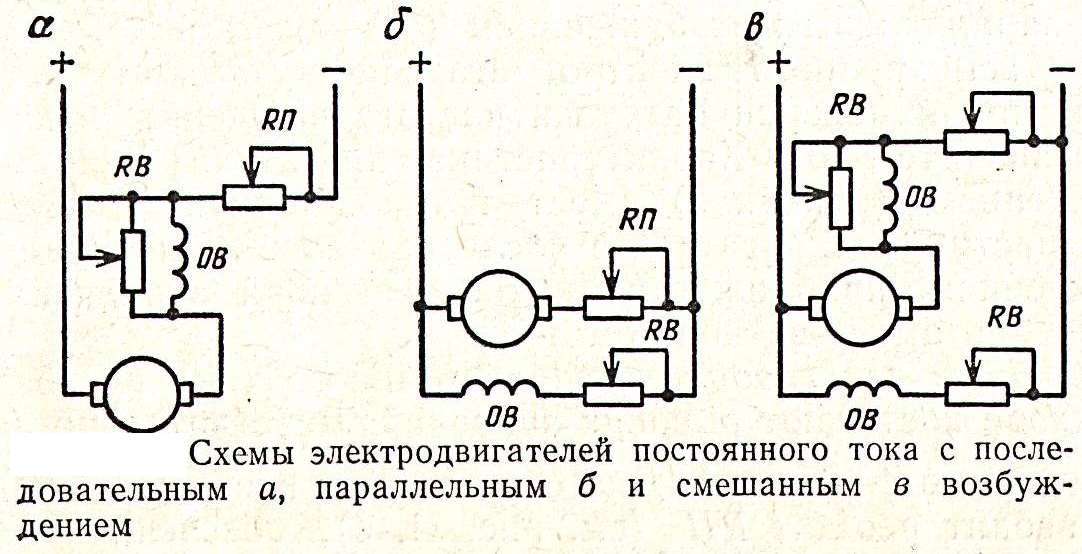 а б в
+ – + – + –
RП RВ ОВ
RП RВ ОВ
RВ ОВ RВ ОВ
Схемы электродвигателей постоянного тока с после-
довательным а, параллельным б и смешанным в возбуж-
дением